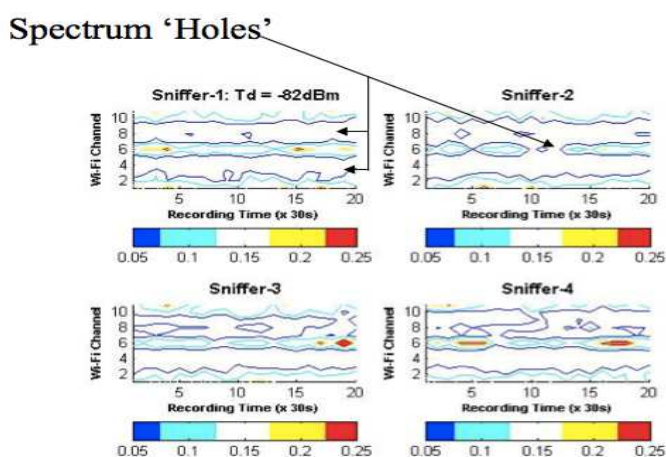 Spectrum ‘Holes’
Sniffer-1: Td = -82dBm
Wi-Fi Channel
10
8
6
4
2
5 10 15 20
Recording Time (x 30s)
0.05 0.1 0.15 0.2 0.25
Sniffer-2
Wi-Fi Channel
10
8
6
4
2
5 10 15 20
Recording Time (x 30s)
0.05 0.1 0.15 0.2 0.25
Sniffer-3
Wi-Fi Channel
10
8
6
4
2
5 10 15 20
Recording Time (x 30s)
0.05 0.1 0.15 0.2 0.25
Sniffer-4
Wi-Fi Channel
10
8
6
4
2
5 10 15 20
Recording Time (x 30s)
0.05 0.1 0.15 0.2 0.25